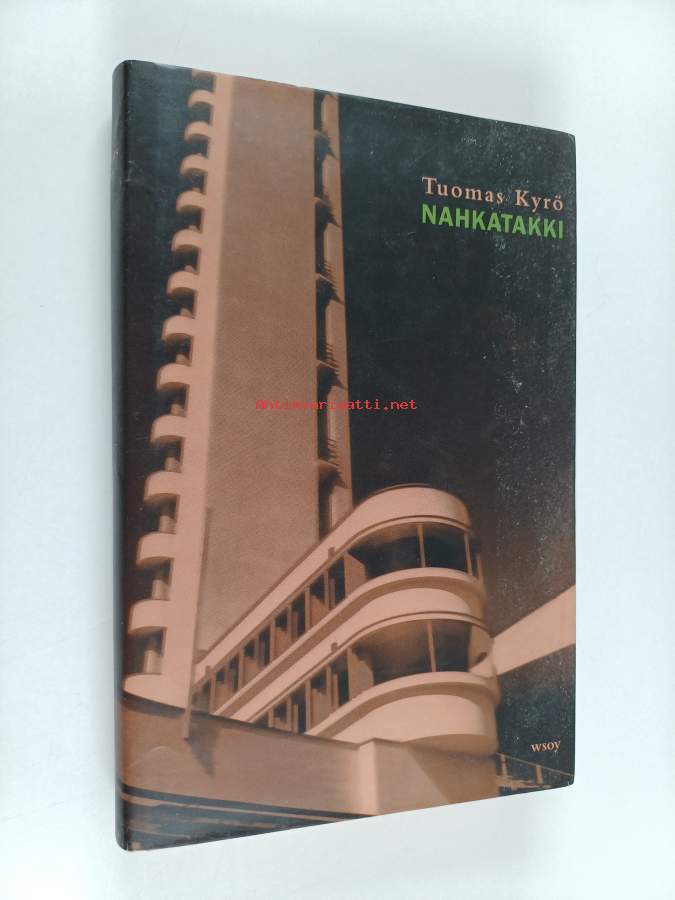 Tuomas Kyrö
NAHKATAKKI
Antikvariaatti.net
wsoy